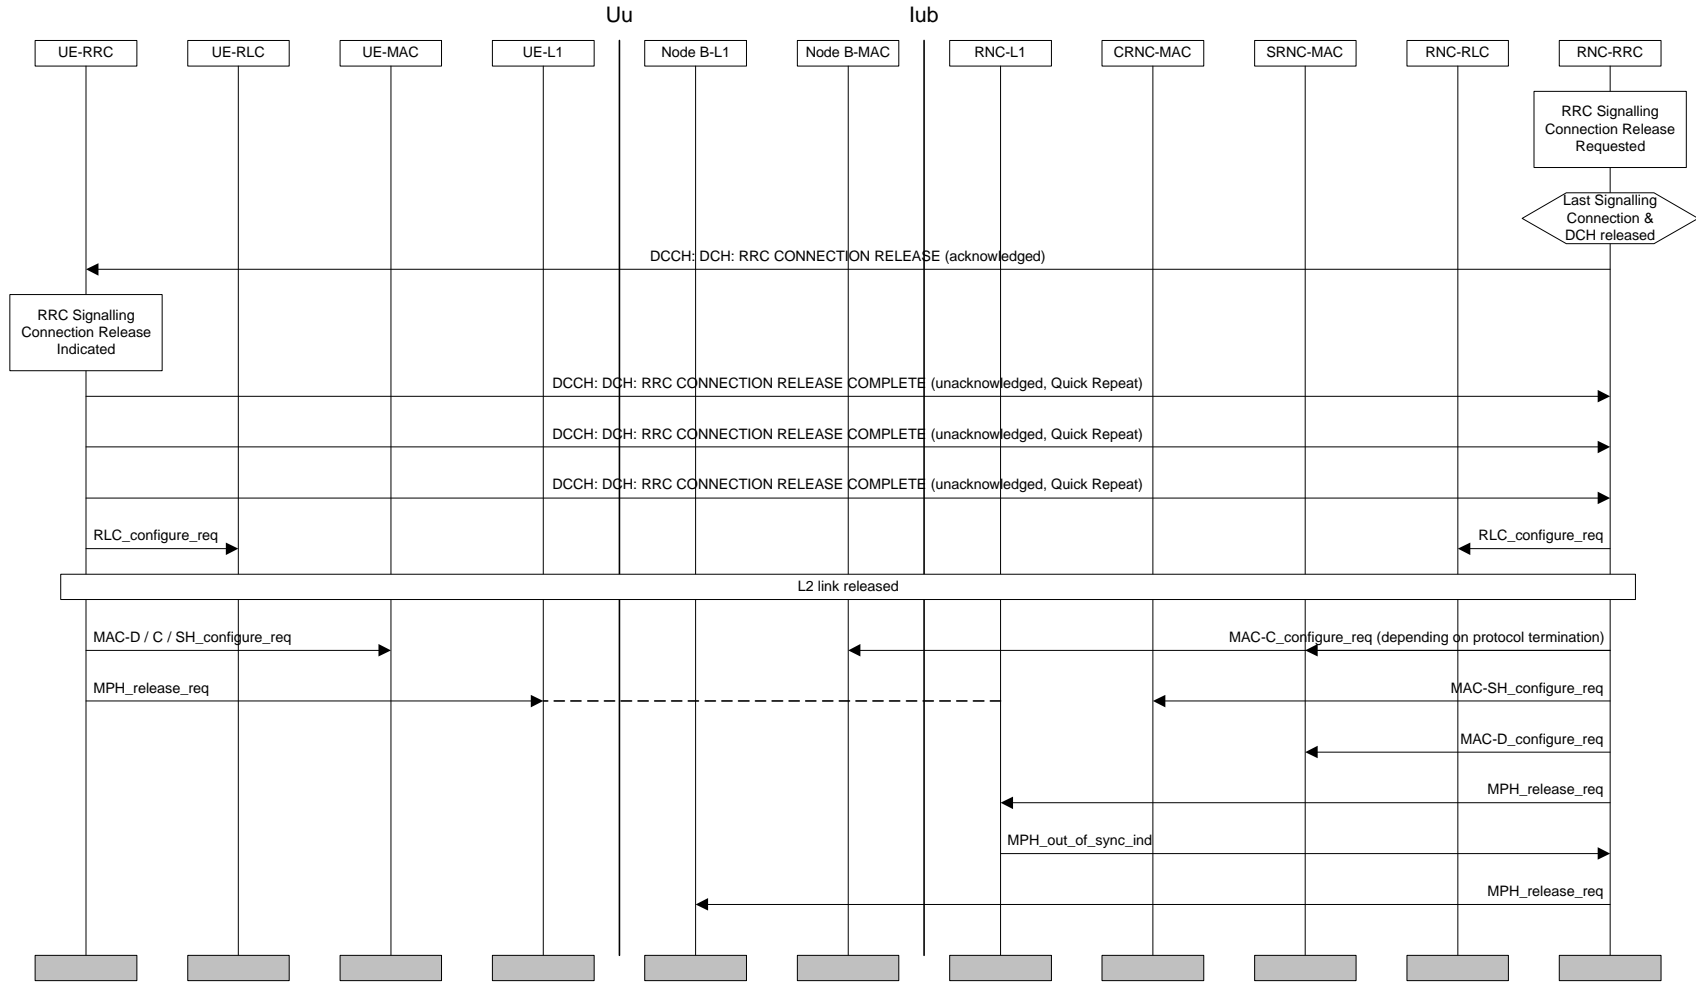 Uu
Iub
UE-RRC
UE-RLC
UE-MAC
UE-L1
Node B-L1
Node B-MAC
RNC-L1
CRNC-MAC
SRNC-MAC
RNC-RLC
RNC-RRC
RRC Signalling
Connection Release
Requested
Last Signalling
Connection &
DCH released
DCCH: DCH: RRC CONNECTION RELEASE (acknowledged)
RRC Signalling
Connection Release
Indicated
DCCH: DCH: RRC CONNECTION RELEASE COMPLETE (unacknowledged, Quick Repeat)
DCCH: DCH: RRC CONNECTION RELEASE COMPLETE (unacknowledged, Quick Repeat)
DCCH: DCH: RRC CONNECTION RELEASE COMPLETE (unacknowledged, Quick Repeat)
RLC_configure_req
RLC_configure_req
L2 link released
MAC-D / C / SH_configure_req
MAC-C_configure_req (depending on protocol termination)
MPH_release_req
MAC-SH_configure_req
MAC-D_configure_req
MPH_release_req
MPH_out_of_sync_ind
MPH_release_req